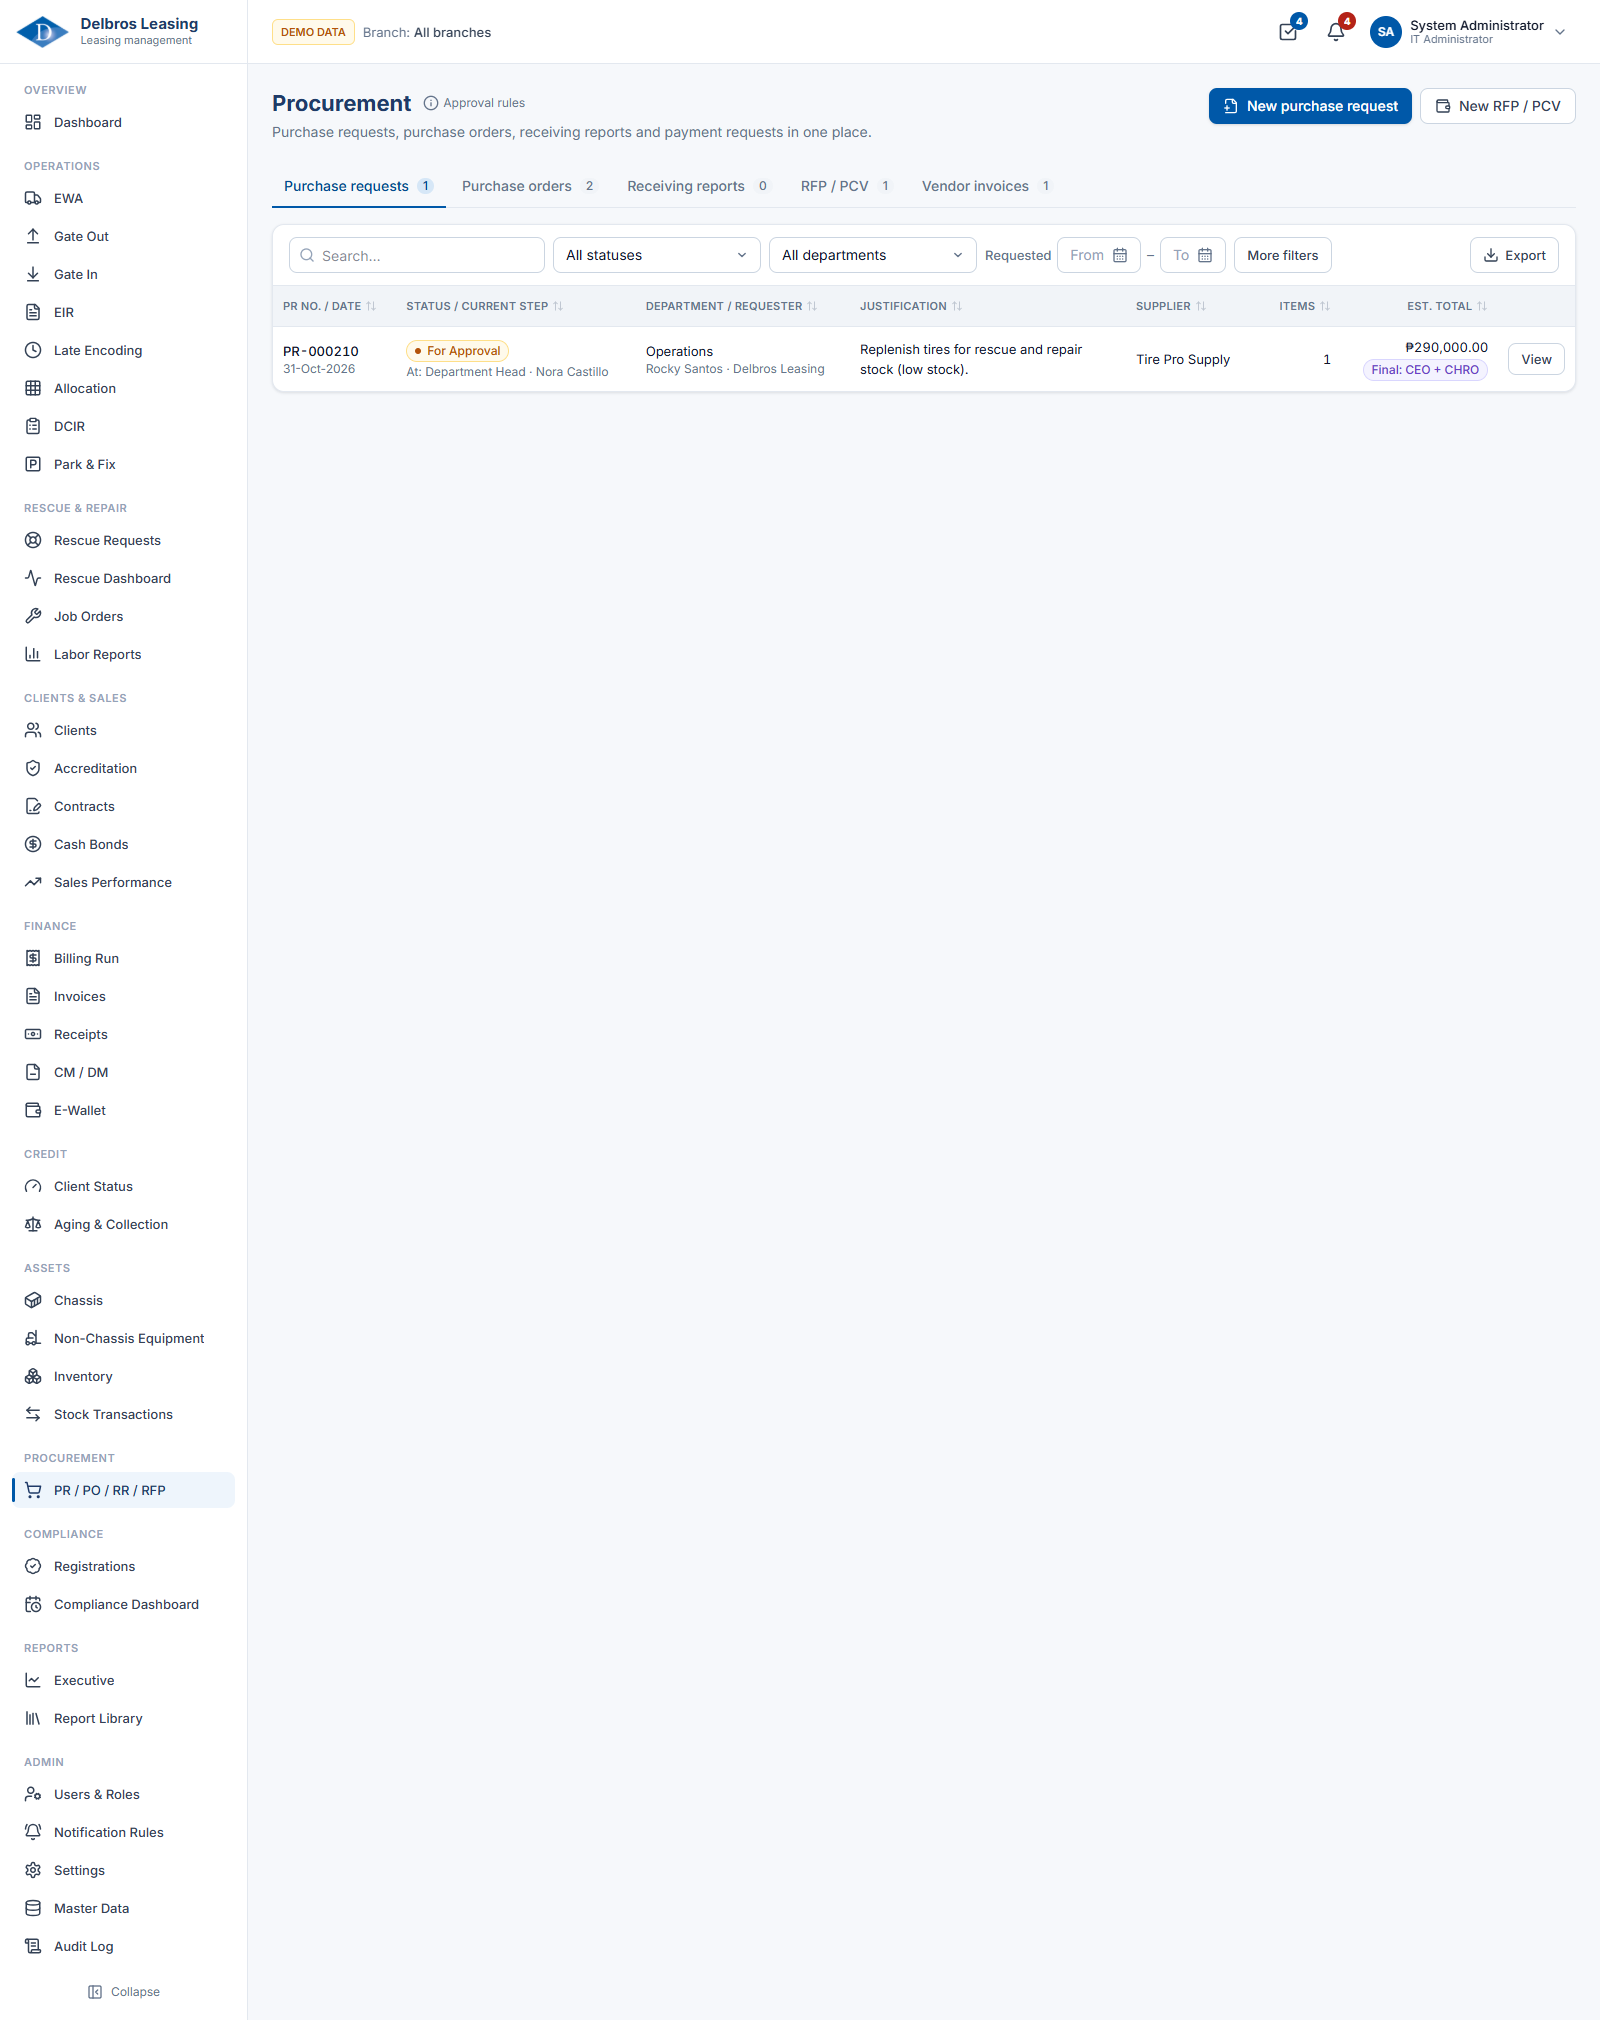 Delbros Leasing
Leasing management
DEMO DATA
Branch: All branches
4
4
SA
System Administrator
IT Administrator
OVERVIEW
Dashboard
OPERATIONS
EWA
Gate Out
Gate In
EIR
Late Encoding
Allocation
DCIR
Park & Fix
RESCUE & REPAIR
Rescue Requests
Rescue Dashboard
Job Orders
Labor Reports
CLIENTS & SALES
Clients
Accreditation
Contracts
Cash Bonds
Sales Performance
FINANCE
Billing Run
Invoices
Receipts
CM / DM
E-Wallet
CREDIT
Client Status
Aging & Collection
ASSETS
Chassis
Non-Chassis Equipment
Inventory
Stock Transactions
PROCUREMENT
PR / PO / RR / RFP
COMPLIANCE
Registrations
Compliance Dashboard
REPORTS
Executive
Report Library
ADMIN
Users & Roles
Notification Rules
Settings
Master Data
Audit Log
Collapse
Procurement
Approval rules
Purchase requests, purchase orders, receiving reports and payment requests in one place.
New purchase request
New RFP / PCV
Purchase requests 1
Purchase orders 2
Receiving reports 0
RFP / PCV 1
Vendor invoices 1
Search...
All statuses
All departments
Requested
From
–
To
More filters
Export
PR NO. / DATE
STATUS / CURRENT STEP
DEPARTMENT / REQUESTER
JUSTIFICATION
SUPPLIER
ITEMS
EST. TOTAL
PR-000210
31-Oct-2026
For Approval
At: Department Head · Nora Castillo
Operations
Rocky Santos · Delbros Leasing
Replenish tires for rescue and repair
stock (low stock).
Tire Pro Supply
1
₱290,000.00
Final: CEO + CHRO
View